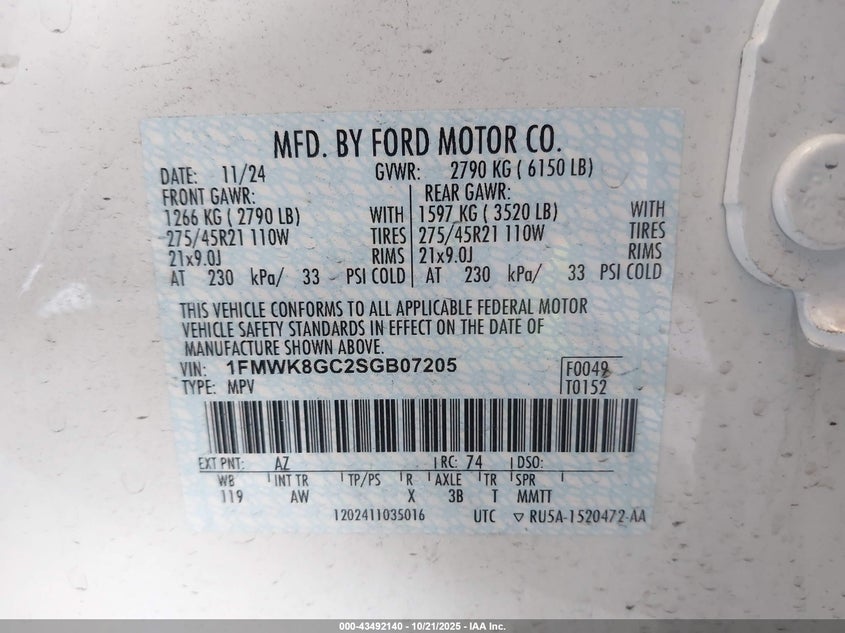 MFD. BY FORD MOTOR CO.
DATE: 11/24 GVWR: 2790 KG ( 6150 LB)
FRONT GAWR: REAR GAWR:
1266 KG ( 2790 LB) WITH 1597 KG ( 3520 LB) WITH
275/45R21 110W TIRES 275/45R21 110W TIRES
21x9.0J RIMS 21x9.0J RIMS
AT 230 kPa/ 33 PSI COLD AT 230 kPa/ 33 PSI COLD
THIS VEHICLE CONFORMS TO ALL APPLICABLE FEDERAL MOTOR
VEHICLE SAFETY STANDARDS IN EFFECT ON THE DATE OF
MANUFACTURE SHOWN ABOVE.
VIN: 1FMWK8GC2SGB07205 F0049
TYPE: MPV T0152
EXT PNT: AZ RC: 74 DSO:
WB INT TR TP/PS R AXLE TR SPR
119 AW X 3B T MMTT
1202411035016 UTC ▽ RU5A-1520472-AA
000-43492140 - 10/21/2025 - IAA Inc.